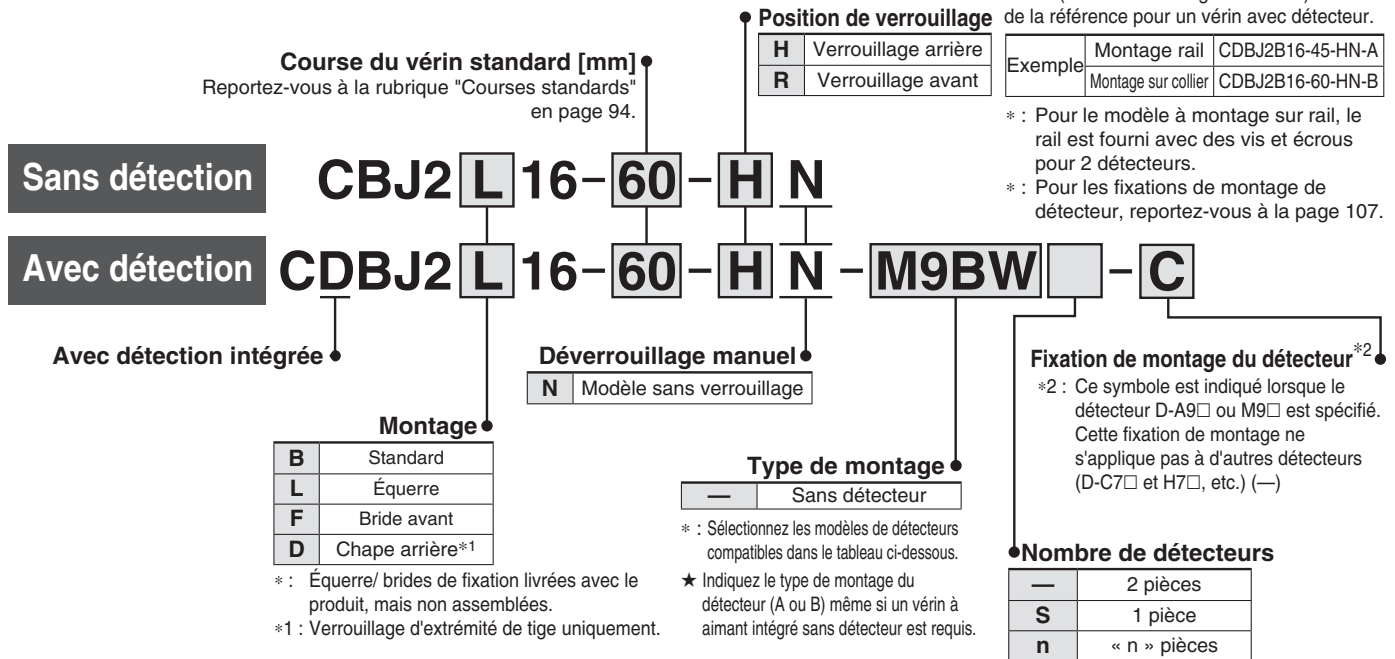 Position de verrouillage
H Verrouillage arrière
R Verrouillage avant
de la référence pour un vérin avec détecteur.
Exemple
Montage rail CDBJ2B16-45-HN-A
Montage sur collier CDBJ2B16-60-HN-B
* : Pour le modèle à montage sur rail, le
rail est fourni avec des vis et écrous
pour 2 détecteurs.
* : Pour les fixations de montage de
détecteur, reportez-vous à la page 107.
Course du vérin standard [mm]
Reportez-vous à la rubrique "Courses standards"
en page 94.
Sans détection CBJ2 L 16-60-H N
Avec détection CDBJ2 L 16-60-H N-M9BW□-C
Avec détection intégrée
Déverrouillage manuel
N Modèle sans verrouillage
Montage
B Standard
L Équerre
F Bride avant
D Chape arrière*1
* : Équerre/ brides de fixation livrées avec le
produit, mais non assemblées.
*1 : Verrouillage d'extrémité de tige uniquement.
Type de montage
— Sans détecteur
* : Sélectionnez les modèles de détecteurs
compatibles dans le tableau ci-dessous.
★ Indiquez le type de montage du
détecteur (A ou B) même si un vérin à
aimant intégré sans détecteur est requis.
Fixation de montage du détecteur*2
*2 : Ce symbole est indiqué lorsque le
détecteur D-A9□ ou M9□ est spécifié.
Cette fixation de montage ne
s'applique pas à d'autres détecteurs
(D-C7□ et H7□, etc.) (—)
Nombre de détecteurs
— 2 pièces
S 1 pièce
n « n » pièces